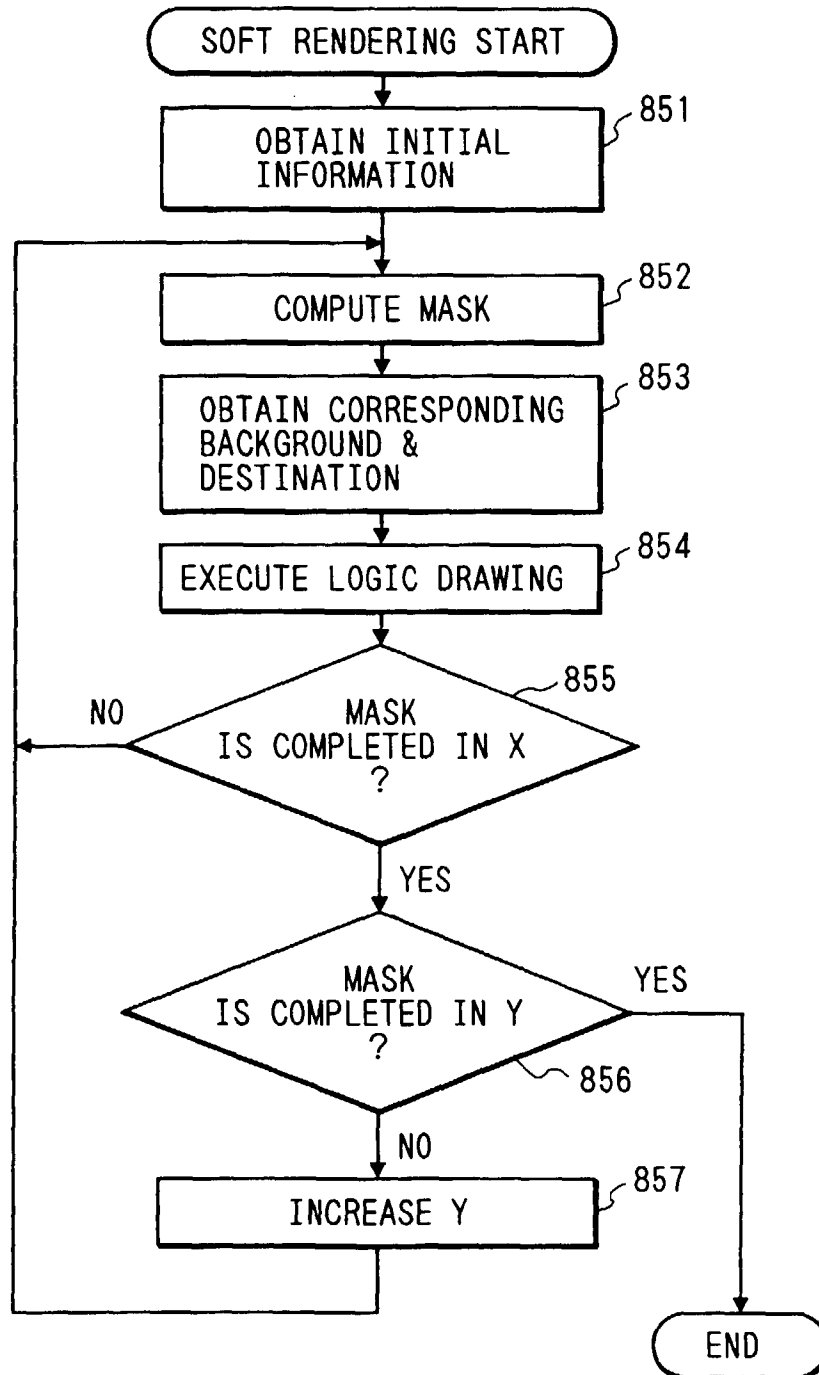 SOFT RENDERING START
851
OBTAIN INITIAL
INFORMATION
852
COMPUTE MASK
853
OBTAIN CORRESPONDING
BACKGROUND &
DESTINATION
854
EXECUTE LOGIC DRAWING
855
NO
MASK
IS COMPLETED IN X
?
YES
MASK
IS COMPLETED IN Y
?
YES
856
NO
857
INCREASE Y
END